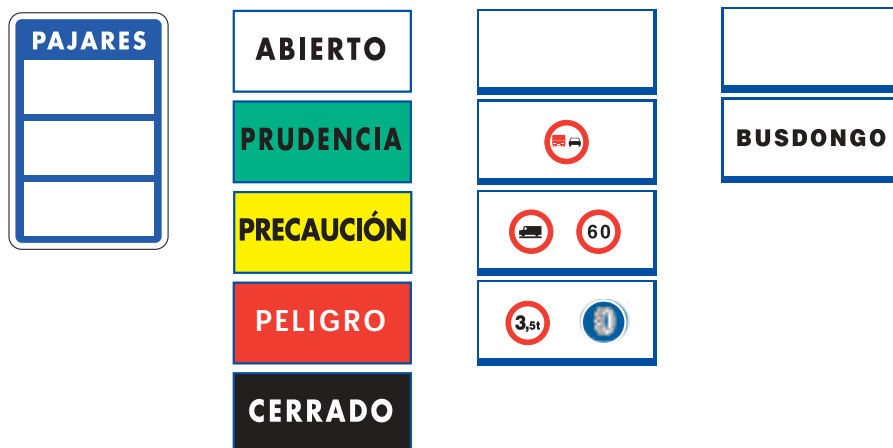 PAJARES
ABIERTO
PRUDENCIA
PRECAUCIÓN
PELIGRO
CERRADO
60
3,5t
BUSDONGO